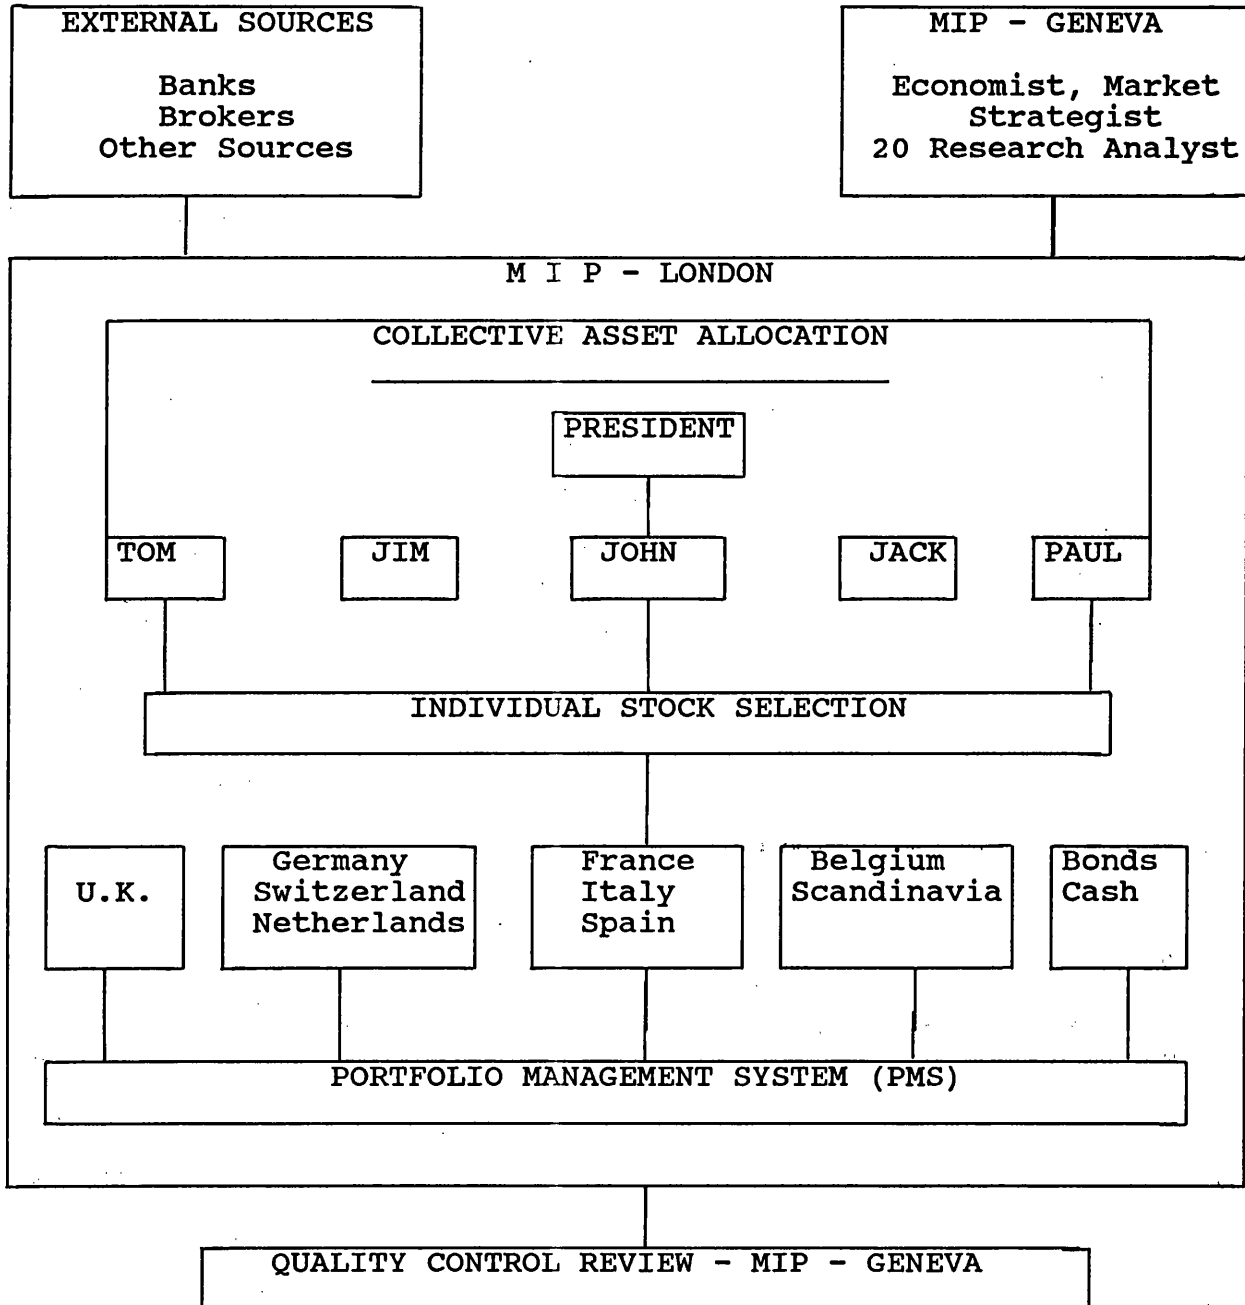 EXTERNAL SOURCES
Banks
Brokers
Other Sources
MIP - GENEVA
Economist, Market
Strategist
20 Research Analyst
M I P - LONDON
COLLECTIVE ASSET ALLOCATION
PRESIDENT
TOM
JIM
JOHN
JACK
PAUL
INDIVIDUAL STOCK SELECTION
U.K.
Germany
Switzerland
Netherlands
France
Italy
Spain
Belgium
Scandinavia
Bonds
Cash
PORTFOLIO MANAGEMENT SYSTEM (PMS)
QUALITY CONTROL REVIEW - MIP - GENEVA